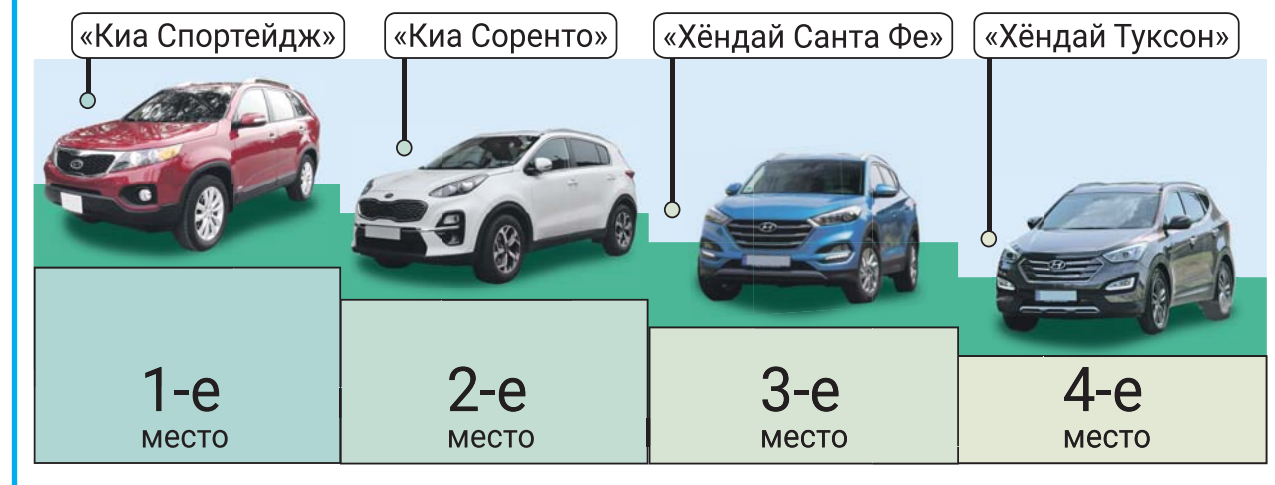 «Киа Спортейдж»
«Киа Соренто»
«Хёндай Санта Фе»
«Хёндай Туксон»
1-е
место
2-е
место
3-е
место
4-е
место